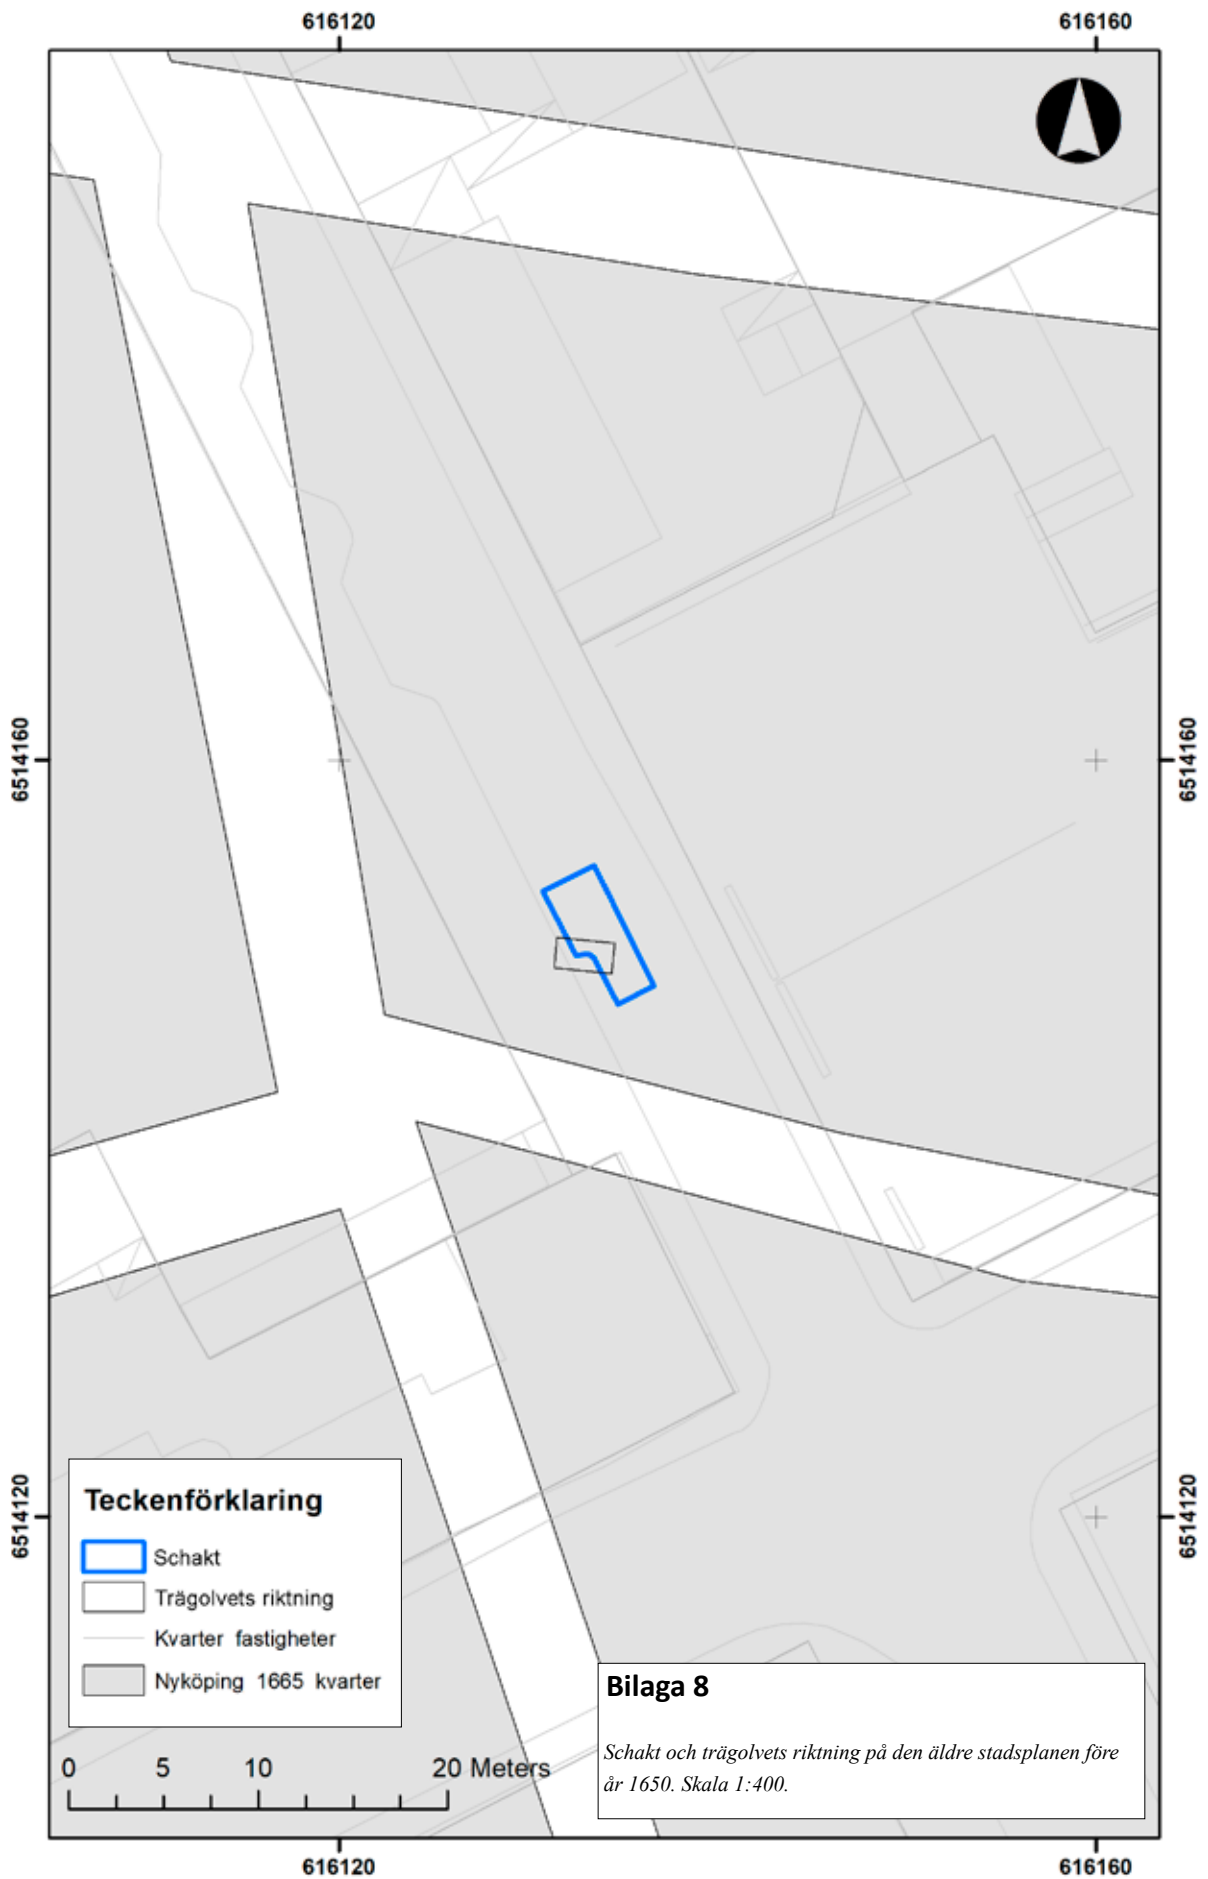 616120
616160
6514160
6514160
6514120
6514120
Teckenförklaring
Schakt
Trägolvets riktning
Kvarter fastigheter
Nyköping 1665 kvarter
0 5 10 20 Meters
Bilaga 8
Schakt och trägolvets riktning på den äldre stadsplanen före
år 1650. Skala 1:400.
616120
616160